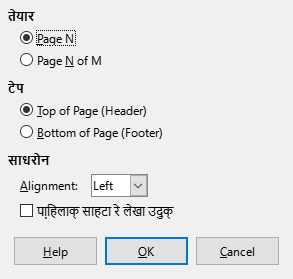 तेयार
Page N
Page N of M
टेप
Top of Page (Header)
Bottom of Page (Footer)
साधरोन
Alignment: Left
पा़हिलाक् साहटा रे लेखा उदुक्
Help OK Cancel